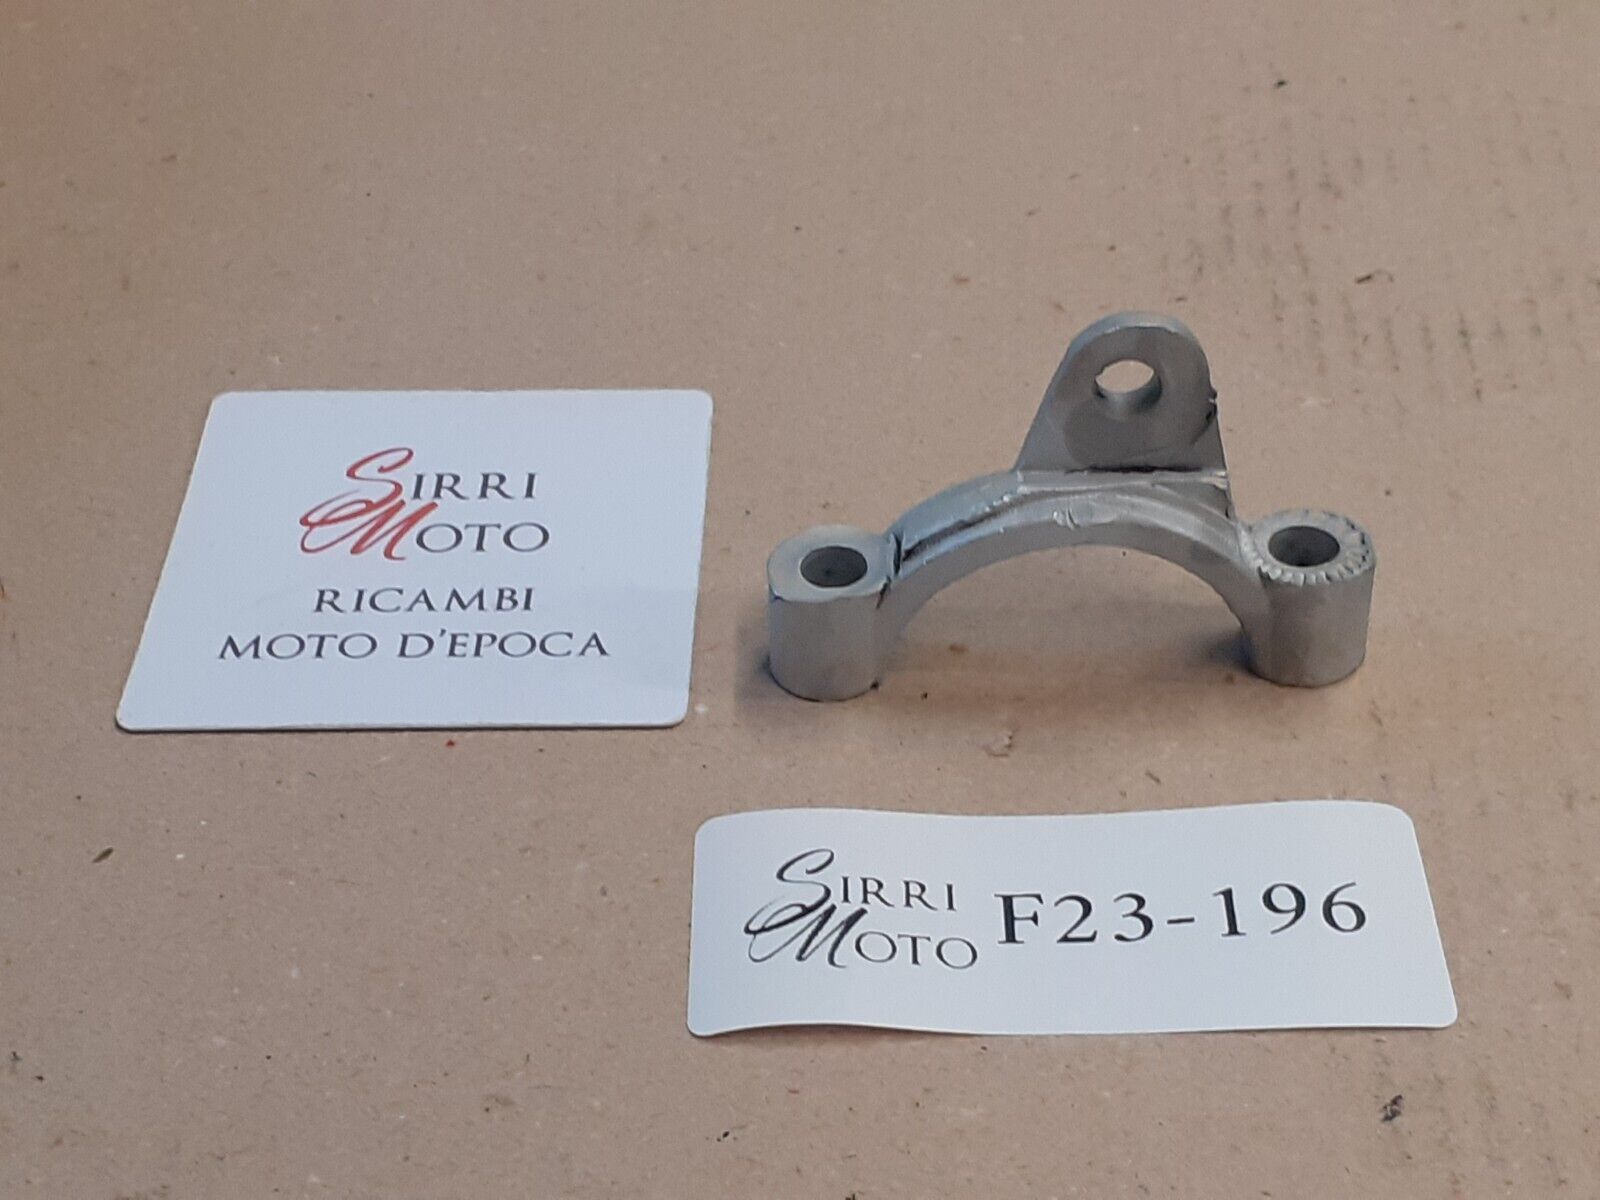 SIRRI
MOTO
RICAMBI
MOTO D'EPOCA
SIRRI
MOTO F23-196